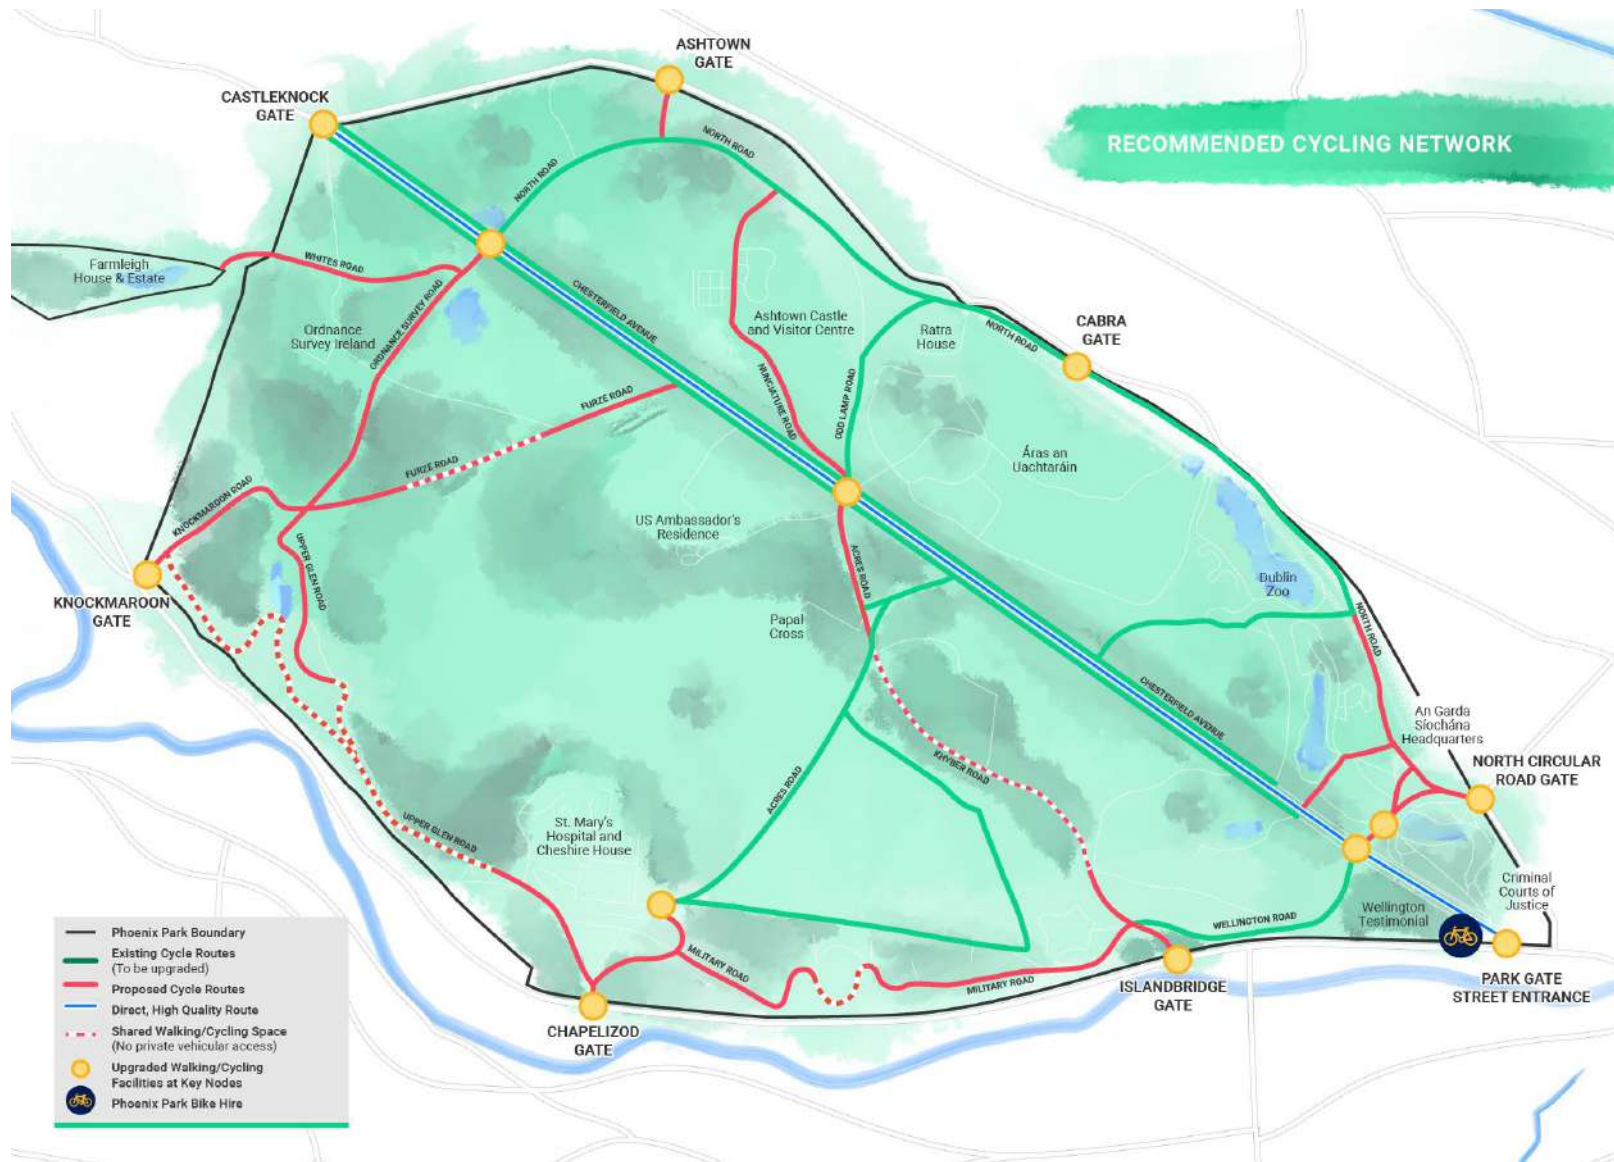 ASHTOWN
GATE
CASTLEKNOCK
GATE
RECOMMENDED CYCLING NETWORK
NORTH ROAD
NORTH ROAD
Farmleigh
House & Estate
WHITES ROAD
ORDNANCE SURVEY ROAD
Ordnance
Survey Ireland
CHESTERFIELD AVENUE
Ashtown Castle
and Visitor Centre
Ratra
House
NORTH ROAD
CABRA
GATE
NUNCIATURE ROAD
ODD LAMP ROAD
FURZE ROAD
FURZE ROAD
Áras an
Uachtaráin
KNOCKMAROON ROAD
US Ambassador's
Residence
UPPER GLEN ROAD
ACRES ROAD
Dublin
Zoo
KNOCKMAROON
GATE
Papal
Cross
NORTH ROAD
CHESTERFIELD AVENUE
An Garda
Síochána
Headquarters
NORTH CIRCULAR
ROAD GATE
KHYBER ROAD
ACRES ROAD
UPPER GLEN ROAD
St. Mary's
Hospital and
Cheshire House
Criminal
Courts of
Justice
Wellington
Testimonial
WELLINGTON ROAD
MILITARY ROAD
MILITARY ROAD
ISLANDBRIDGE
GATE
PARK GATE
STREET ENTRANCE
CHAPELIZOD
GATE
Phoenix Park Boundary
Existing Cycle Routes
(To be upgraded)
Proposed Cycle Routes
Direct, High Quality Route
Shared Walking/Cycling Space
(No private vehicular access)
Upgraded Walking/Cycling
Facilities at Key Nodes
Phoenix Park Bike Hire